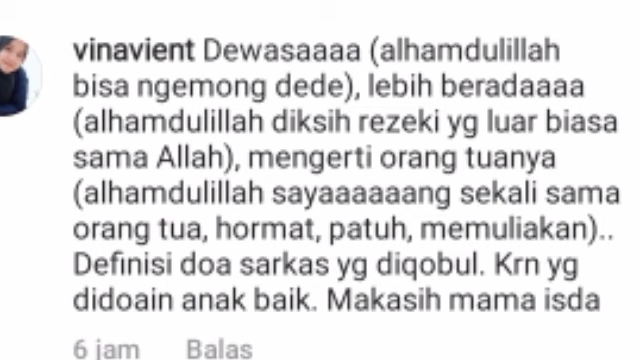 vinavient Dewasaaaa (alhamdulillah
bisa ngemong dede), lebih beradaaaa
(alhamdulillah diksih rezeki yg luar biasa
sama Allah), mengerti orang tuanya
(alhamdulillah sayaaaaaang sekali sama
orang tua, hormat, patuh, memuliakan)..
Definisi doa sarkas yg diqobul. Krn yg
didoain anak baik. Makasih mama isda
6 jam Balas